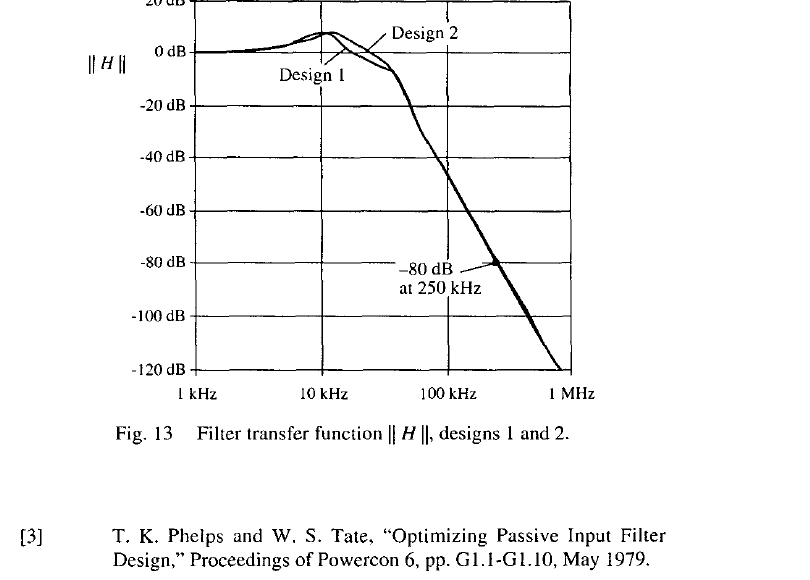 20 dB
0 dB
|| H ||
Design 2
Design 1
-20 dB
-40 dB
-60 dB
-80 dB
–80 dB
at 250 kHz
-100 dB
-120 dB
1 kHz 10 kHz 100 kHz 1 MHz
Fig. 13 Filter transfer function || H ||, designs 1 and 2.
[3] T. K. Phelps and W. S. Tate, “Optimizing Passive Input Filter
Design,” Proceedings of Powercon 6, pp. G1.1-G1.10, May 1979.